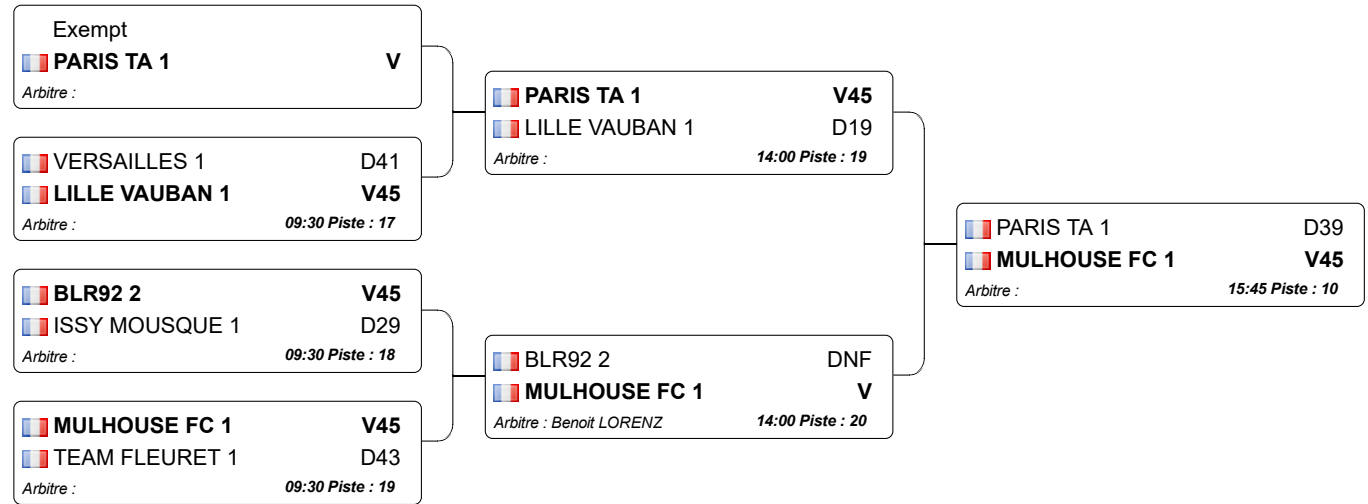 Exempt
PARIS TA 1 V
Arbitre :
VERSAILLES 1 D41
LILLE VAUBAN 1 V45
Arbitre : 09:30 Piste : 17
BLR92 2 V45
ISSY MOUSQUE 1 D29
Arbitre : 09:30 Piste : 18
MULHOUSE FC 1 V45
TEAM FLEURET 1 D43
Arbitre : 09:30 Piste : 19
PARIS TA 1 V45
LILLE VAUBAN 1 D19
Arbitre : 14:00 Piste : 19
BLR92 2 DNF
MULHOUSE FC 1 V
Arbitre : Benoit LORENZ 14:00 Piste : 20
PARIS TA 1 D39
MULHOUSE FC 1 V45
Arbitre : 15:45 Piste : 10